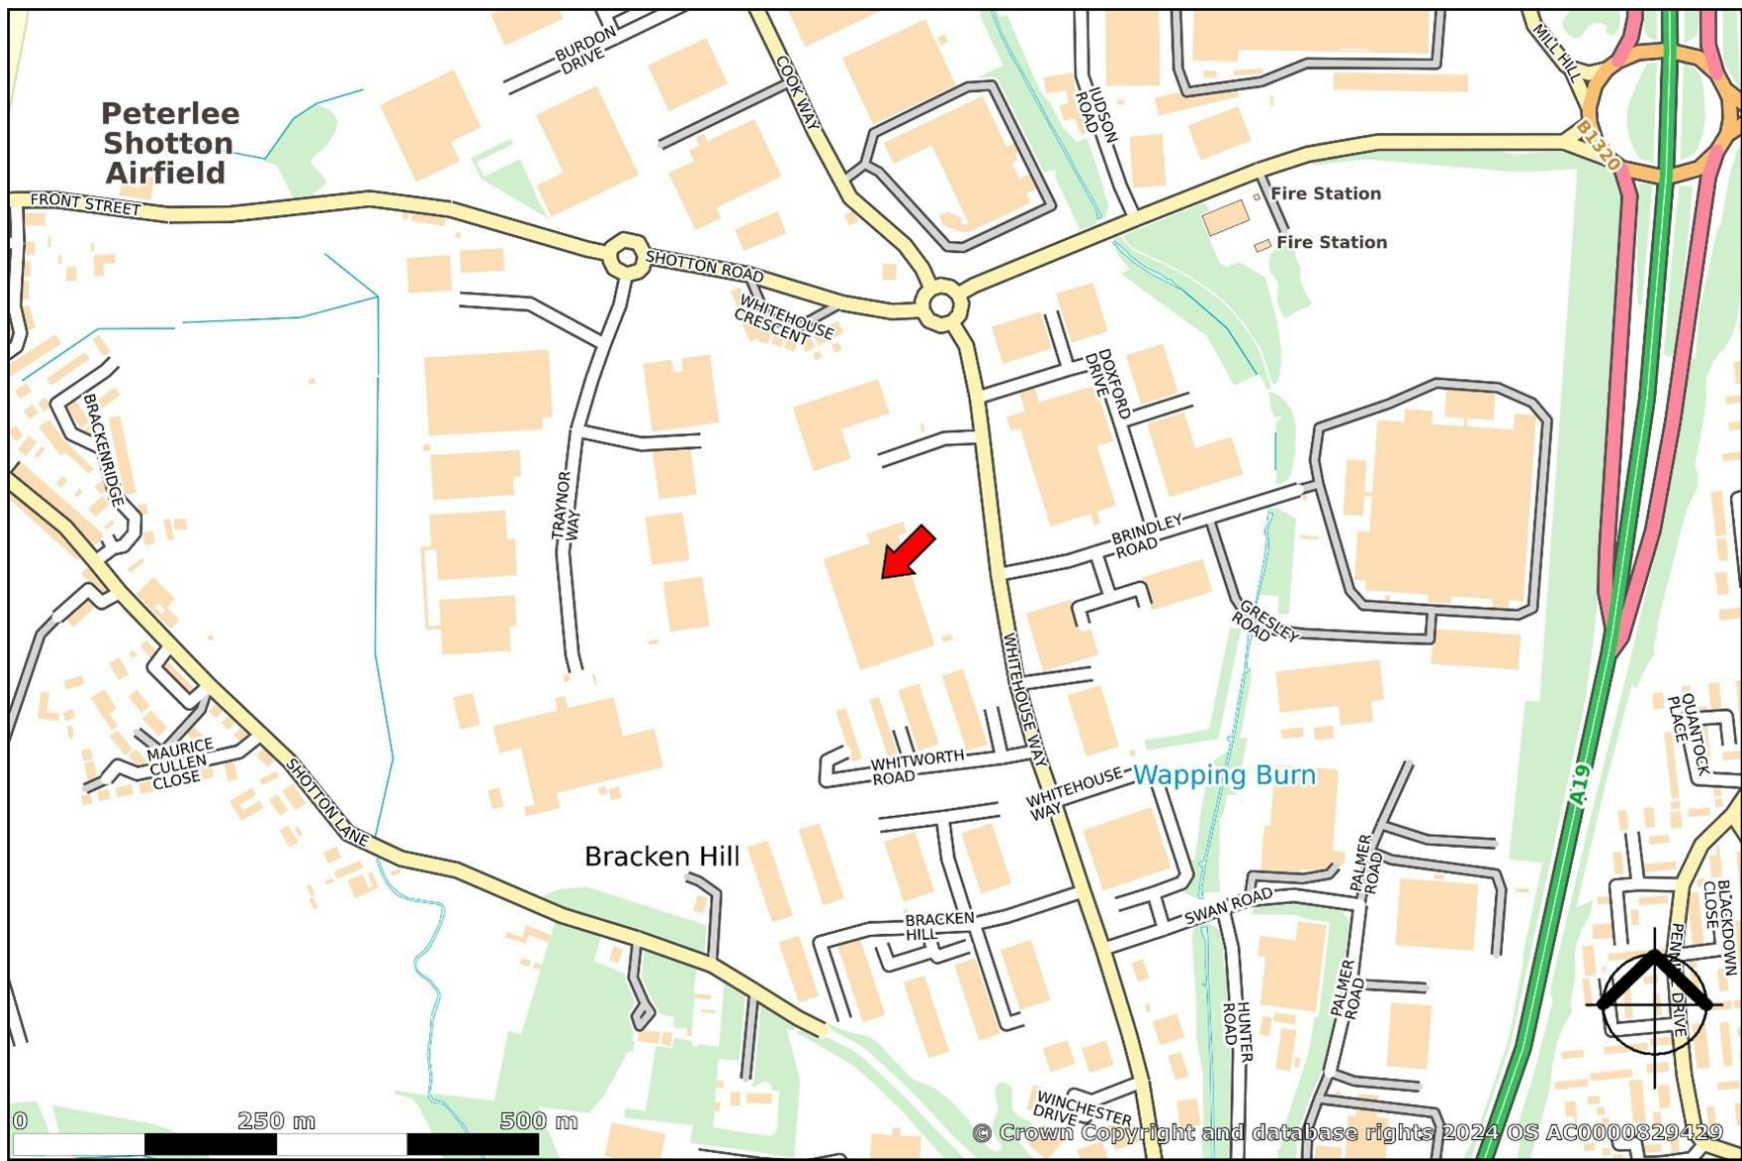 BURDON
DRIVE
COOK WAY
JUDSON
ROAD
MILL HILL
B1320
Peterlee
Shotton
Airfield
FRONT STREET
SHOTTON ROAD
WHITEHOUSE
CRESCENT
Fire Station
Fire Station
BRACKENRIDGE
TRAYNOR
WAY
DOXFORD
DRIVE
BRINDLEY
ROAD
GRESLEY
ROAD
WHITEHOUSE WAY
MAURICE
CULLEN
CLOSE
SHOTTON LANE
WHITWORTH
ROAD
WHITEHOUSE
WAY
Wapping Burn
A19
QUANTOCK
PLACE
Bracken Hill
BRACKEN
HILL
SWAN ROAD
PALMER
ROAD
PALMER
ROAD
HUNTER
ROAD
BLACKDOWN
CLOSE
DRIVE
WINCHESTER
DRIVE
0 250 m 500 m
© Crown Copyright and database rights 2024 OS AC0000829429